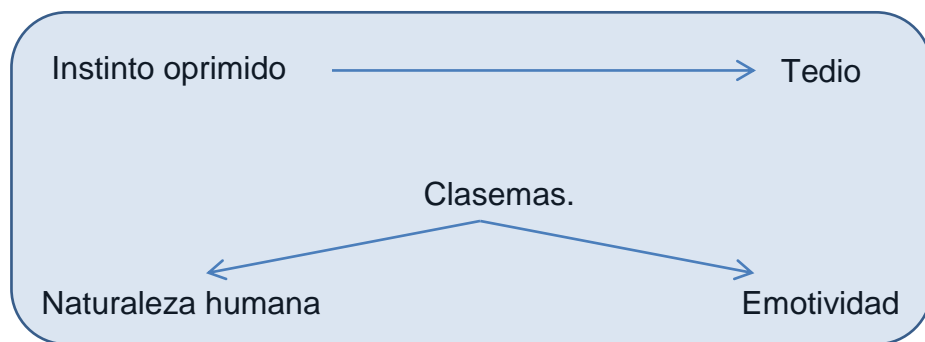 Instinto oprimido Tedio
Clasemas.
Naturaleza humana Emotividad